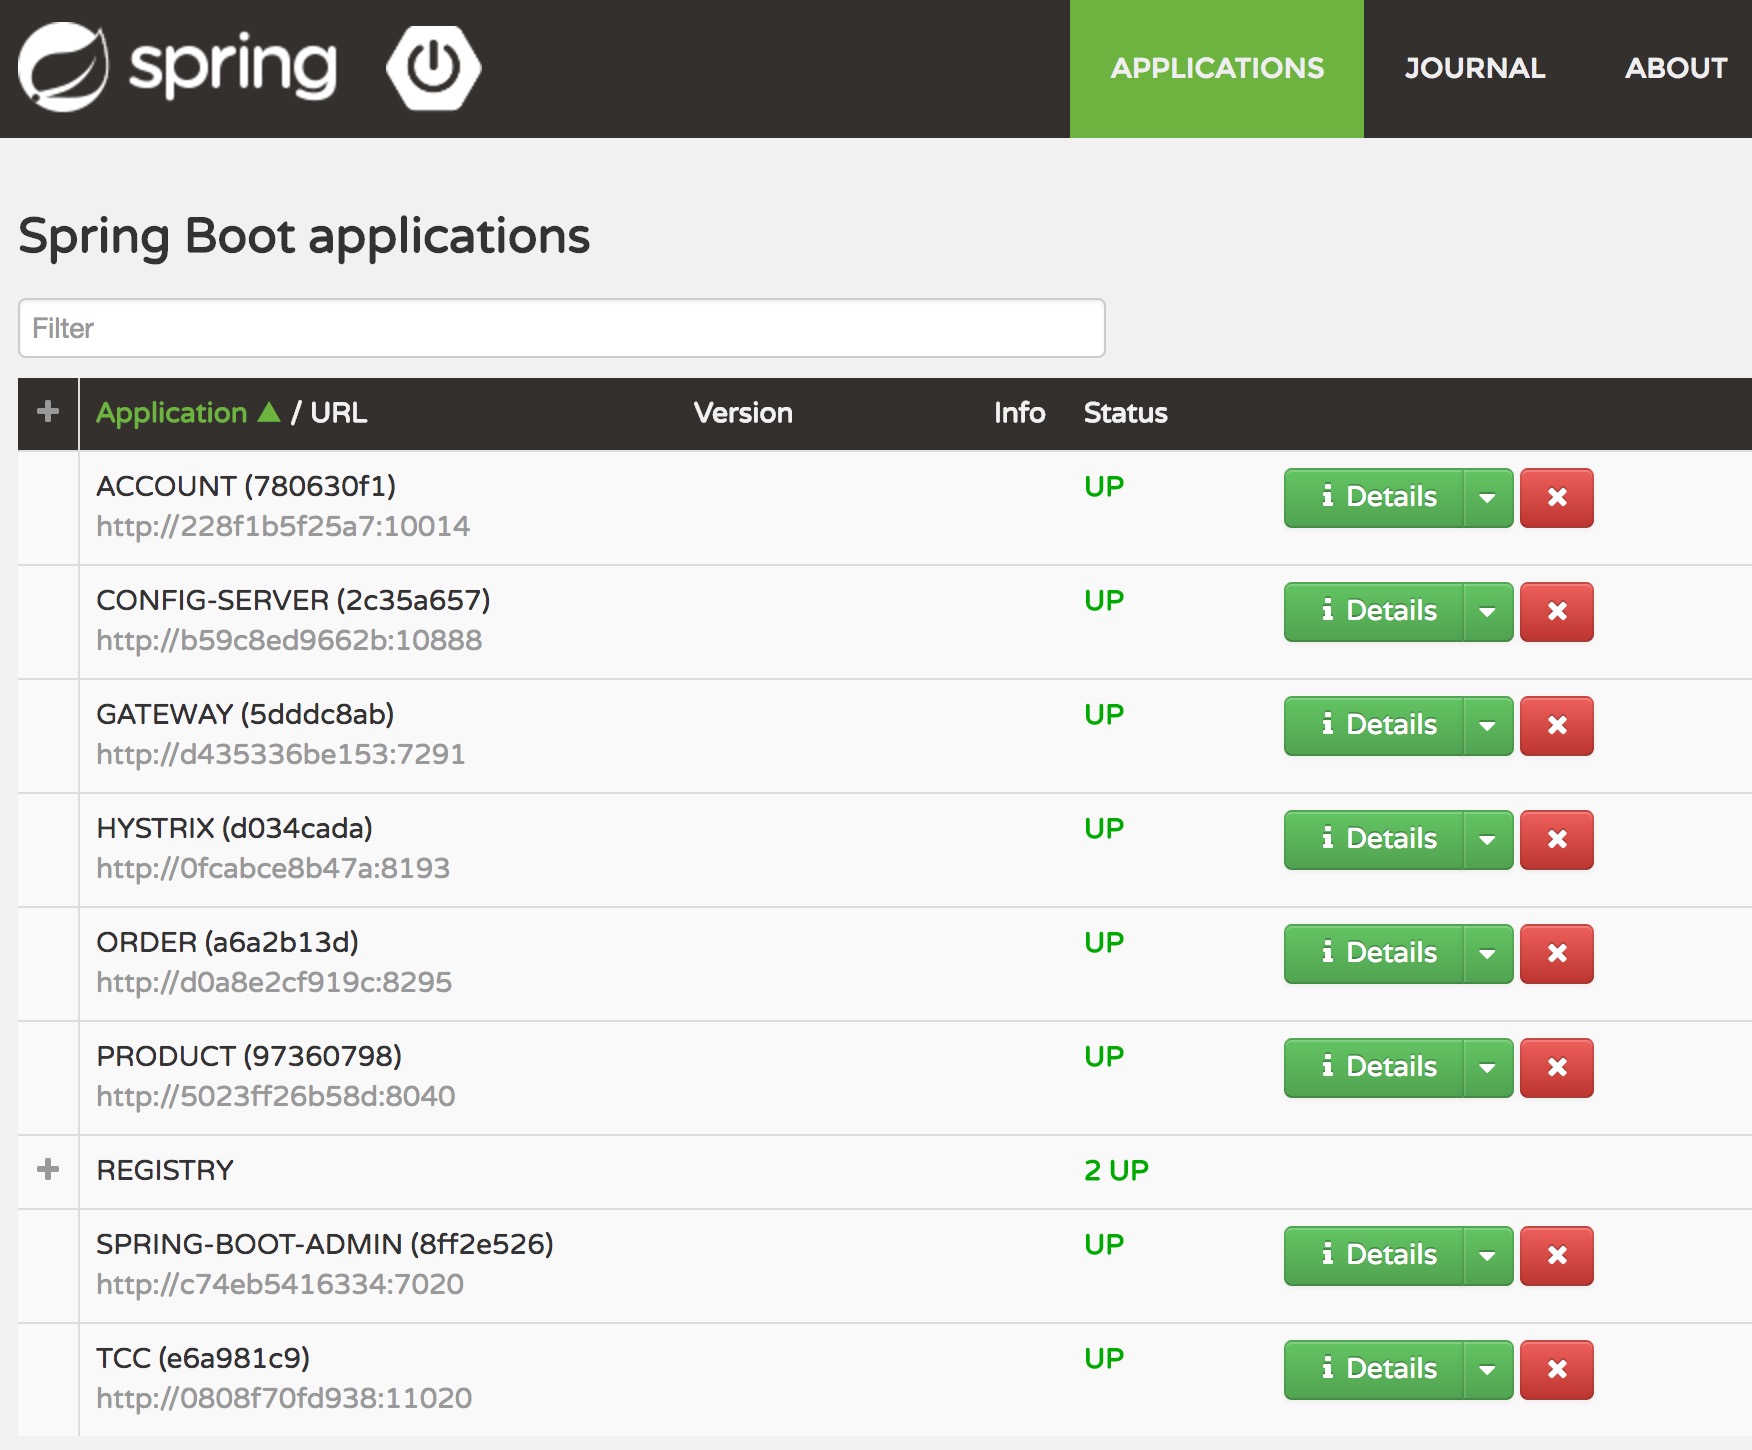 spring
APPLICATIONS
JOURNAL
ABOUT
Spring Boot applications
Filter
Application / URL Version Info Status
ACCOUNT (780630f1) UP Details
http://228f1b5f25a7:10014
CONFIG-SERVER (2c35a657) UP Details
http://b59c8ed9662b:10888
GATEWAY (5dddc8ab) UP Details
http://d435336be153:7291
HYSTRIX (d034cada) UP Details
http://0fcabce8b47a:8193
ORDER (a6a2b13d) UP Details
http://d0a8e2cf919c:8295
PRODUCT (97360798) UP Details
http://5023ff26b58d:8040
REGISTRY 2 UP
SPRING-BOOT-ADMIN (8ff2e526) UP Details
http://c74eb5416334:7020
TCC (e6a981c9) UP Details
http://0808f70fd938:11020